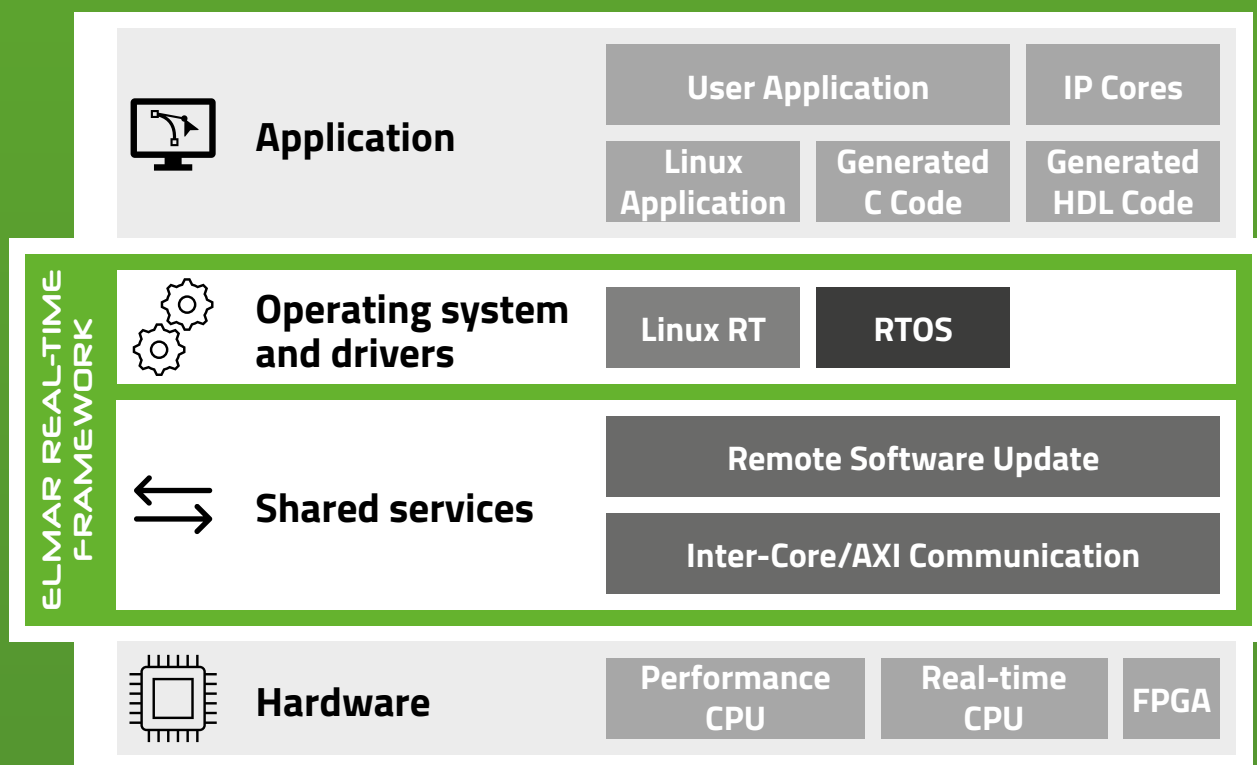 Application
User Application
IP Cores
Linux
Application
Generated
C Code
Generated
HDL Code
ELMAR REAL-TIME
FRAMEWORK
Operating system
and drivers
Linux RT
RTOS
Shared services
Remote Software Update
Inter-Core/AXI Communication
Hardware
Performance
CPU
Real-time
CPU
FPGA